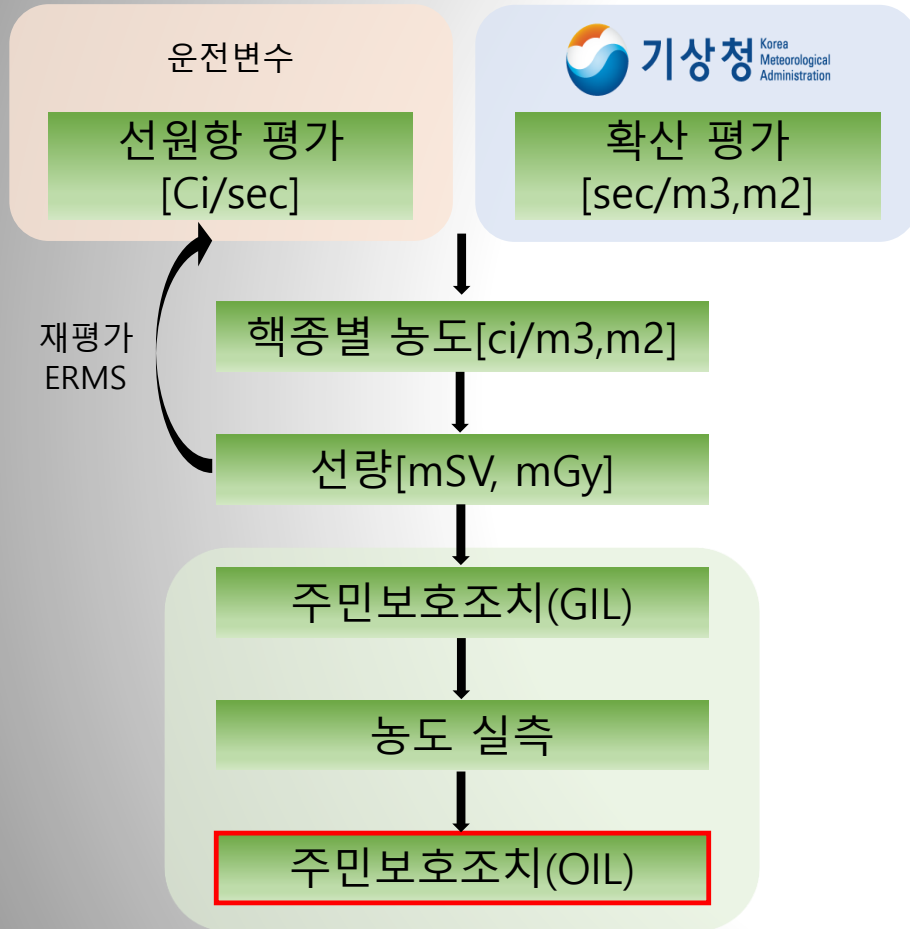 운전변수
기상청
Korea
Meteorological
Administration
선원항 평가
[Ci/sec]
확산 평가
[sec/m3,m2]
핵종별 농도[ci/m3,m2]
재평가
ERMS
선량[mSV, mGy]
주민보호조치(GIL)
농도 실측
주민보호조치(OIL)